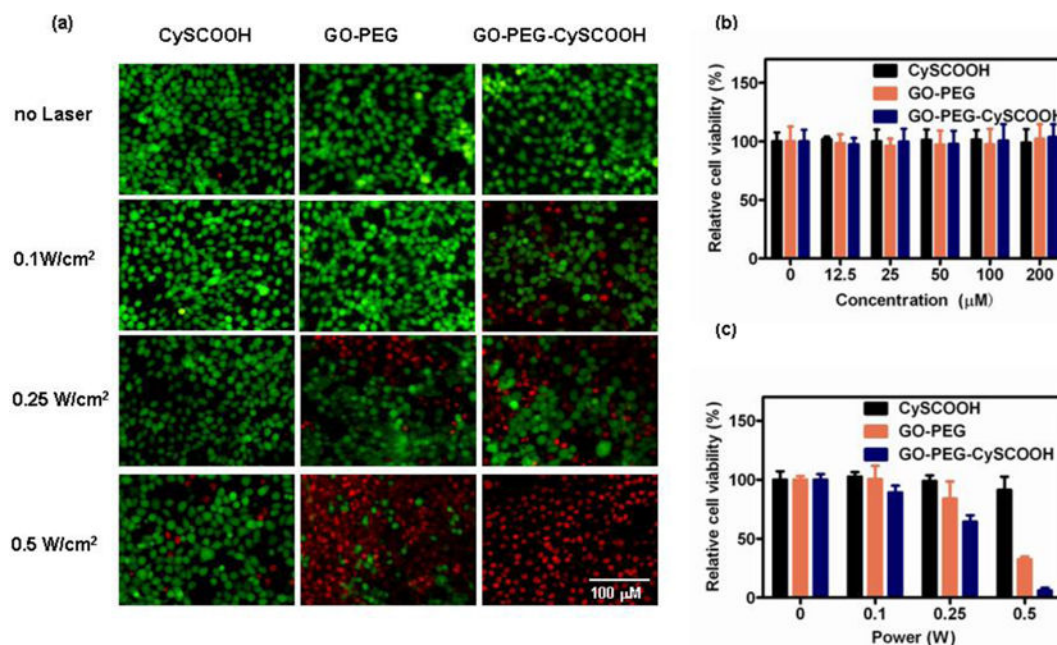 (a)
CySCOOH GO-PEG GO-PEG-CySCOOH
no Laser
0.1W/cm²
0.25 W/cm²
0.5 W/cm²
100 μM
(b)
Relative cell viability (%)
150
100
50
0
CySCOOH
GO-PEG
GO-PEG-CySCOOH
0 12.5 25 50 100 200
Concentration (μM)
(c)
Relative cell viability (%)
150
100
50
0
CySCOOH
GO-PEG
GO-PEG-CySCOOH
0 0.1 0.25 0.5
Power (W)